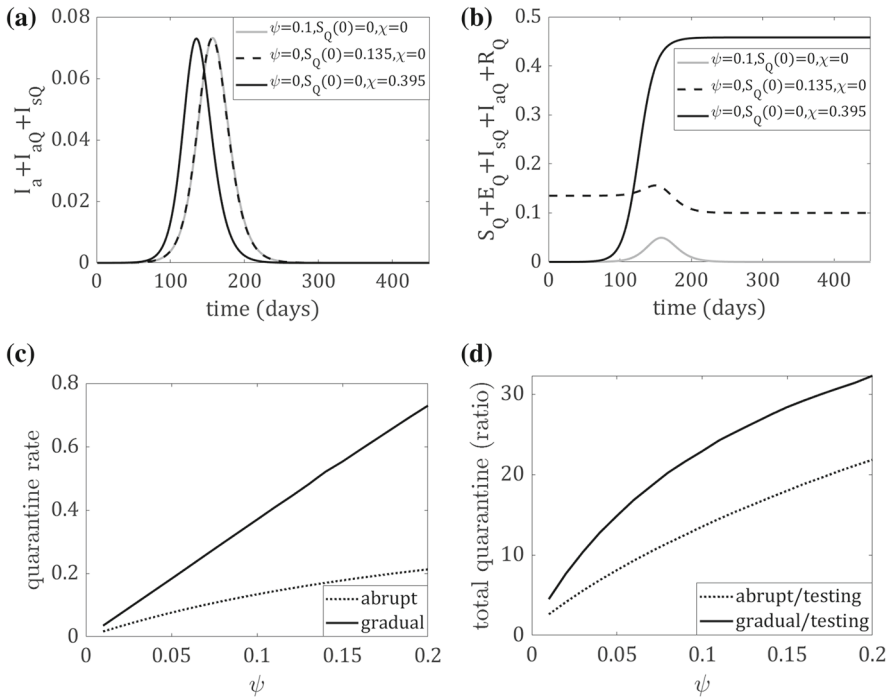 (a)
I_a+I_aQ+I_sQ
0.08
0.06
0.04
0.02
0
0 100 200 300 400
time (days)
ψ=0.1,S_Q(0)=0,χ=0
ψ=0,S_Q(0)=0.135,χ=0
ψ=0,S_Q(0)=0,χ=0.395
(b)
S_Q+E_Q+I_sQ+I_aQ+R_Q
0.5
0.4
0.3
0.2
0.1
0
0 100 200 300 400
time (days)
ψ=0.1,S_Q(0)=0,χ=0
ψ=0,S_Q(0)=0.135,χ=0
ψ=0,S_Q(0)=0,χ=0.395
(c)
quarantine rate
0.8
0.6
0.4
0.2
0
0 0.05 0.1 0.15 0.2
ψ
abrupt
gradual
(d)
total quarantine (ratio)
30
20
10
0
0 0.05 0.1 0.15 0.2
ψ
abrupt/testing
gradual/testing